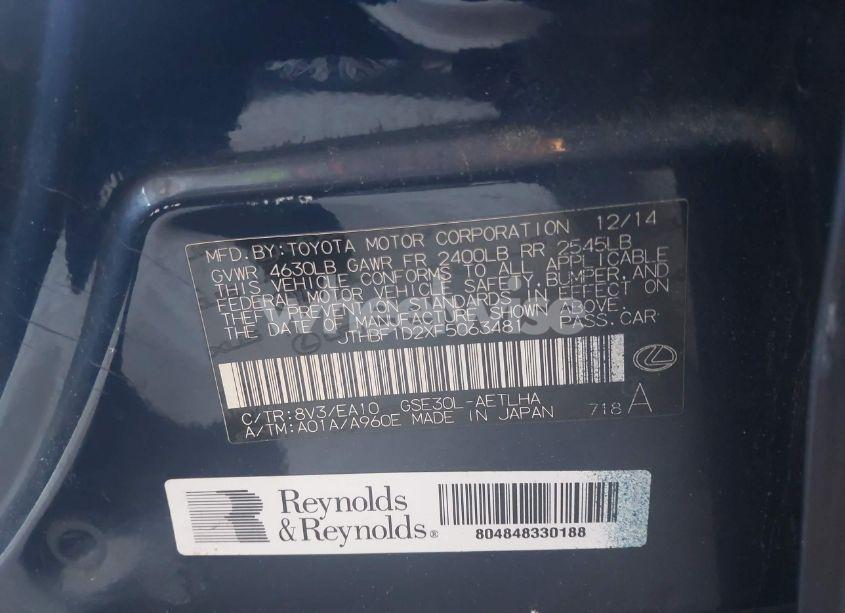 MFD.BY:TOYOTA MOTOR CORPORATION 12/14
GVWR 4630LB GAWR FR 2400LB RR 2545LB
THIS VEHICLE CONFORMS TO ALL APPLICABLE
FEDERAL MOTOR VEHICLE SAFETY,BUMPER,AND
THEFT PREVENTION STANDARDS IN EFFECT ON
THE DATE OF MANUFACTURE SHOWN ABOVE.
JTHBF1D2XF5063481 PASS.CAR
C/TR:8V3/EA10 GSE30L-AETLHA
A/TM:A01A/A960E MADE IN JAPAN 718 A
Reynolds
&Reynolds®
804848330188